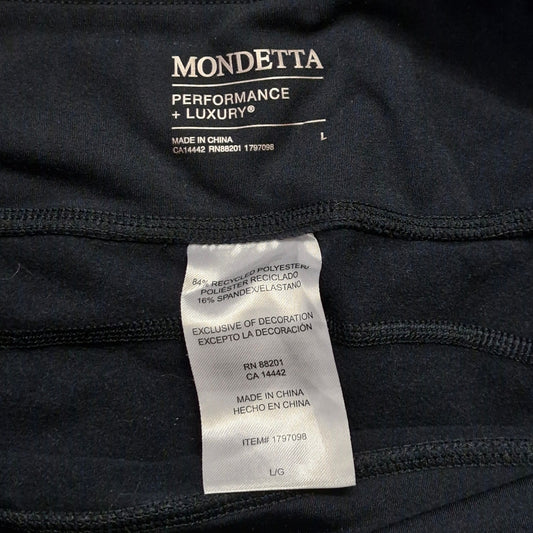 MONDETTA
PERFORMANCE
+ LUXURY®
L
MADE IN CHINA
CA14442 RN88201 1797098
84% RECYCLED POLYESTER/
POLIÉSTER RECICLADO
16% SPANDEX/ELASTANO
EXCLUSIVE OF DECORATION
EXCEPTO LA DECORACIÓN
RN 88201
CA 14442
MADE IN CHINA
HECHO EN CHINA
ITEM# 1797098
L/G